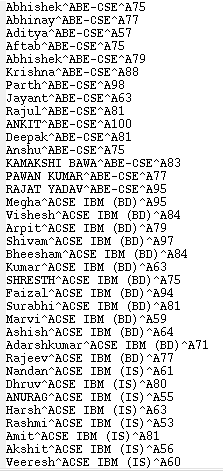 Abhishek^ABE-CSE^A75
Abhinay^ABE-CSE^A77
Aditya^ABE-CSE^A57
Aftab^ABE-CSE^A75
Abhishek^ABE-CSE^A79
Krishna^ABE-CSE^A88
Parth^ABE-CSE^A98
Jayant^ABE-CSE^A63
Rajul^ABE-CSE^A81
ANKIT^ABE-CSE^A100
Deepak^ABE-CSE^A81
Anshu^ABE-CSE^A75
KAMAKSHI BAWA^ABE-CSE^A83
PAWAN KUMAR^ABE-CSE^A77
RAJAT YADAV^ABE-CSE^A95
Megha^ACSE IBM (BD)^A95
Vishesh^ACSE IBM (BD)^A84
Arpit^ACSE IBM (BD)^A79
Shivam^ACSE IBM (BD)^A97
Bheesham^ACSE IBM (BD)^A84
Kumar^ACSE IBM (BD)^A63
SHRESTH^ACSE IBM (BD)^A75
Faizal^ACSE IBM (BD)^A94
Surabhi^ACSE IBM (BD)^A81
Marvi^ACSE IBM (BD)^A59
Ashish^ACSE IBM (BD)^A64
Adarshkumar^ACSE IBM (BD)^A71
Rajeev^ACSE IBM (BD)^A77
Nandan^ACSE IBM (IS)^A61
Dhruv^ACSE IBM (IS)^A80
ANURAG^ACSE IBM (IS)^A55
Harsh^ACSE IBM (IS)^A63
Rashmi^ACSE IBM (IS)^A53
Amit^ACSE IBM (IS)^A81
Akshit^ACSE IBM (IS)^A56
Veeresh^ACSE IBM (IS)^A60